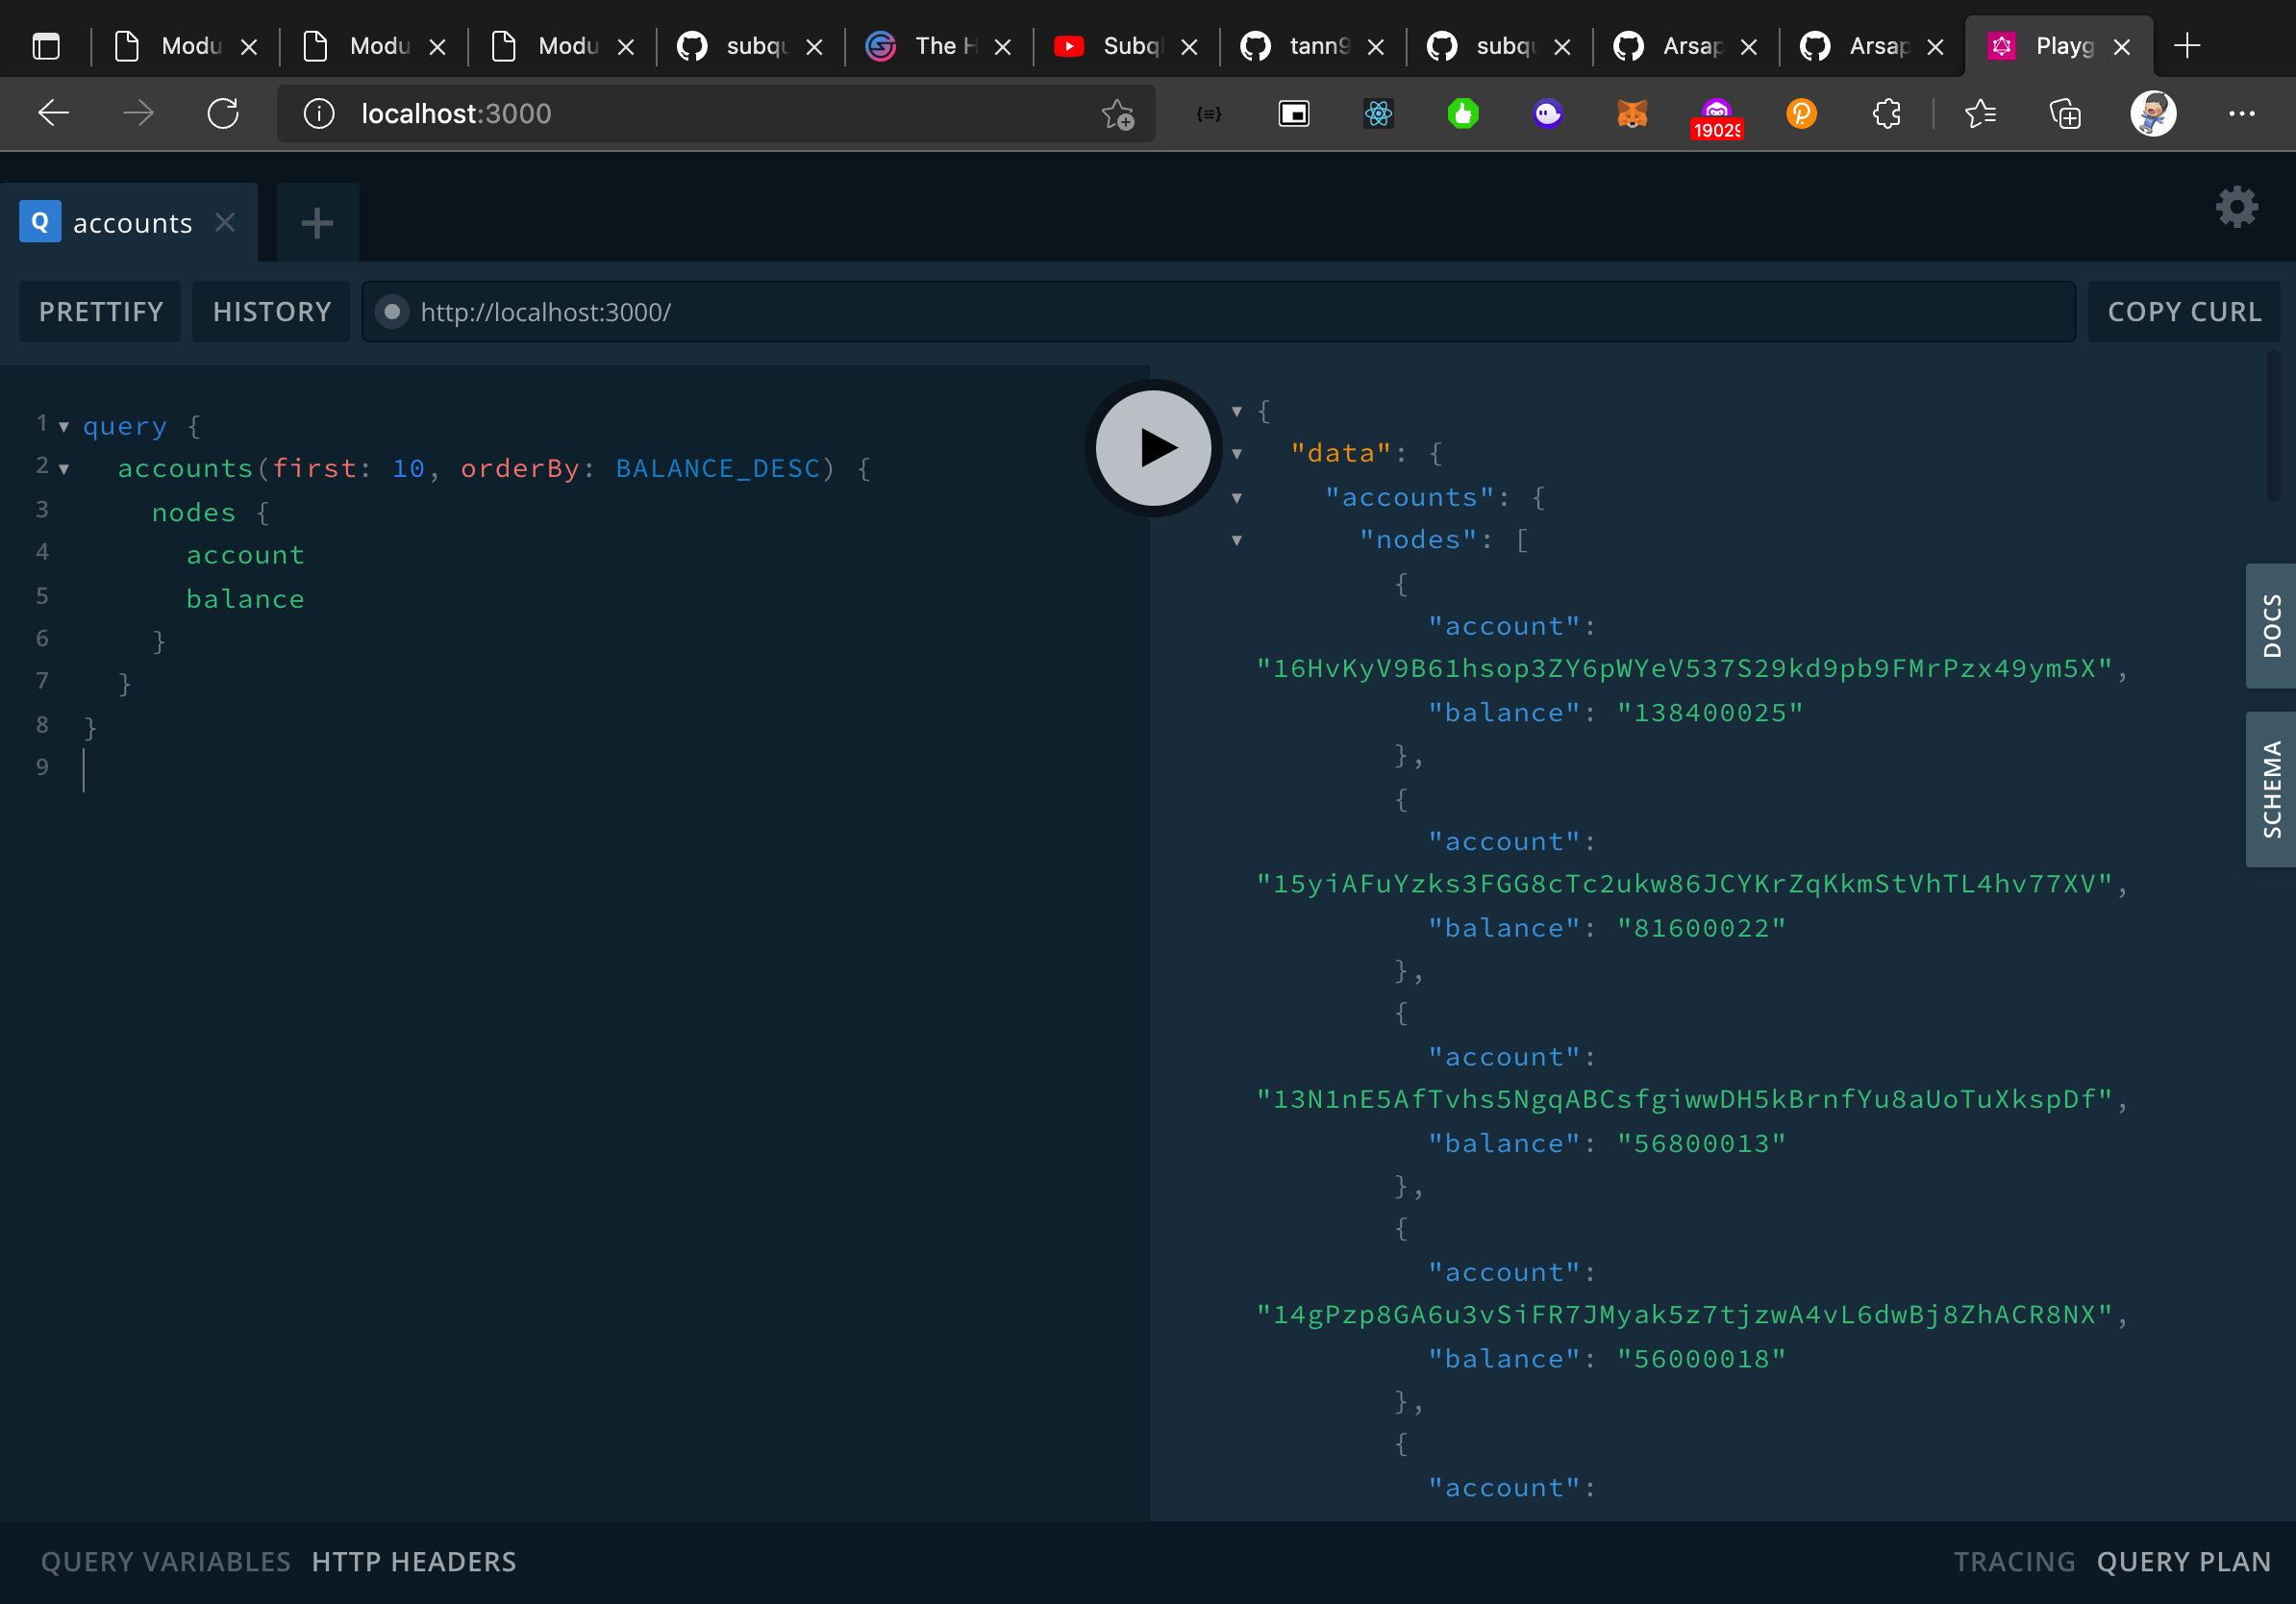 Modu
Modu
Modu
subqu
The H
Subql
tann9
subqu
Arsap
Arsap
Playg
localhost:3000
19029
Q accounts
PRETTIFY
HISTORY
http://localhost:3000/
COPY CURL
1 query {
2 accounts(first: 10, orderBy: BALANCE_DESC) {
3 nodes {
4 account
5 balance
6 }
7 }
8 }
9
{
"data": {
"accounts": {
"nodes": [
{
"account":
"16HvKyV9B61hsop3ZY6pWYeV537S29kd9pb9FMrPzx49ym5X",
"balance": "138400025"
},
{
"account":
"15yiAFuYzks3FGG8cTc2ukw86JCYKrZqKkmStVhTL4hv77XV",
"balance": "81600022"
},
{
"account":
"13N1nE5AfTvhs5NgqABCsfgiwwDH5kBrnfYu8aUoTuXkspDf",
"balance": "56800013"
},
{
"account":
"14gPzp8GA6u3vSiFR7JMyak5z7tjzwA4vL6dwBj8ZhACR8NX",
"balance": "56000018"
},
{
"account":
DOCS
SCHEMA
QUERY VARIABLES
HTTP HEADERS
TRACING
QUERY PLAN